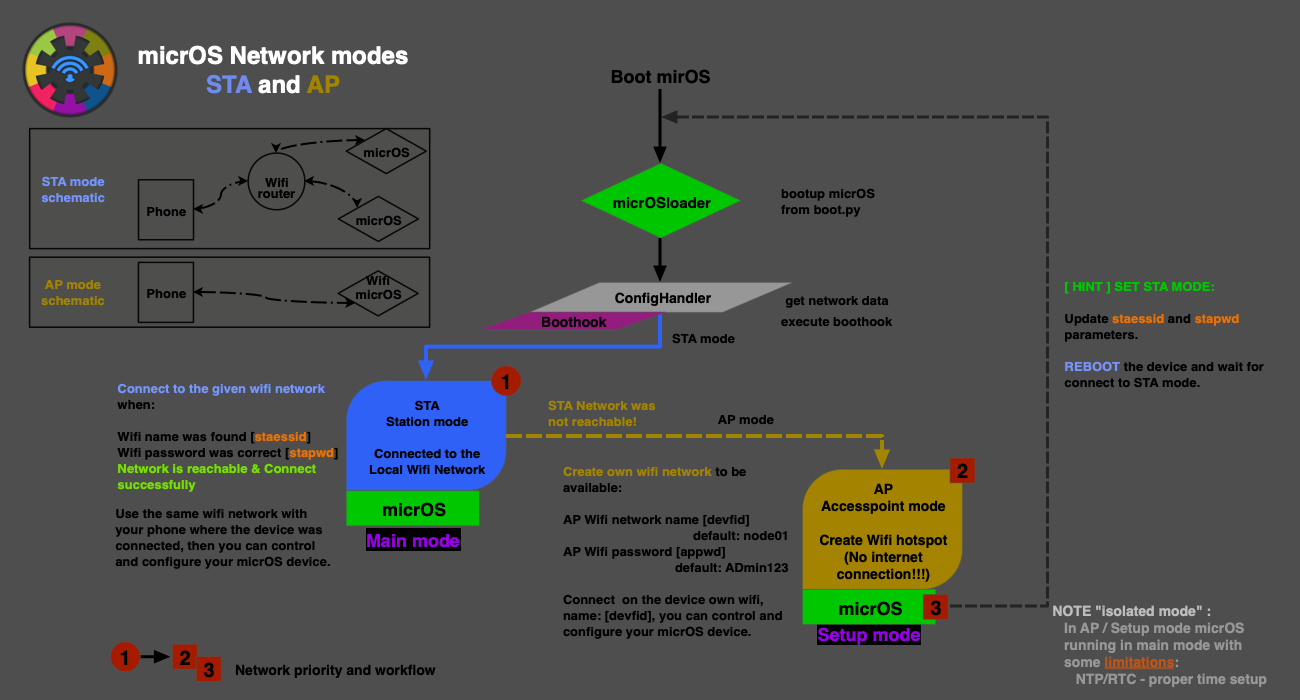 micrOS Network modes
STA and AP
STA mode
schematic
Phone
Wifi
router
micrOS
micrOS
AP mode
schematic
Phone
Wifi
micrOS
Boot mirOS
micrOSloader
bootup micrOS
from boot.py
ConfigHandler
Boothook
get network data
execute boothook
STA mode
Connect to the given wifi network
when:
Wifi name was found [staessid]
Wifi password was correct [stapwd]
Network is reachable & Connect
successfully
Use the same wifi network with
your phone where the device was
connected, then you can control
and configure your micrOS device.
1
STA
Station mode
Connected to the
Local Wifi Network
micrOS
Main mode
STA Network was
not reachable!
AP mode
Create own wifi network to be
available:
AP Wifi network name [devfid]
default: node01
AP Wifi password [appwd]
default: ADmin123
Connect  on the device own wifi,
name: [devfid], you can control and
configure your micrOS device.
2
AP
Accesspoint mode
Create Wifi hotspot
(No internet
connection!!!)
micrOS
3
Setup mode
[ HINT ] SET STA MODE:
Update staessid and stapwd
parameters.
REBOOT the device and wait for
connect to STA mode.
NOTE "isolated mode" :
In AP / Setup mode micrOS
running in main mode with
some limitations:
NTP/RTC - proper time setup
1
2
3
Network priority and workflow